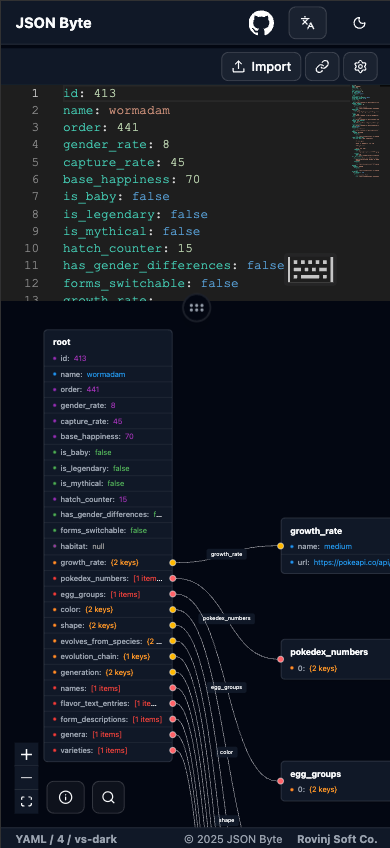 JSON Byte
Import
1 id: 413
2 name: wormadam
3 order: 441
4 gender_rate: 8
5 capture_rate: 45
6 base_happiness: 70
7 is_baby: false
8 is_legendary: false
9 is_mythical: false
10 hatch_counter: 15
11 has_gender_differences: false
12 forms_switchable: false
13 growth_rate:
root
id: 413
name: wormadam
order: 441
gender_rate: 8
capture_rate: 45
base_happiness: 70
is_baby: false
is_legendary: false
is_mythical: false
hatch_counter: 15
has_gender_differences: f...
forms_switchable: false
habitat: null
growth_rate: {2 keys}
pokedex_numbers: [1 item...
egg_groups: [1 items]
color: {2 keys}
shape: {2 keys}
evolves_from_species: {2 ...
evolution_chain: {1 keys}
generation: {2 keys}
names: [1 items]
flavor_text_entries: [1 ite...
form_descriptions: [1 items]
genera: [1 items]
varieties: [1 items]
growth_rate
pokedex_numbers
egg_groups
color
shape
growth_rate
name: medium
url: https://pokeapi.co/api/
pokedex_numbers
0: {2 keys}
egg_groups
0: {2 keys}
YAML / 4 / vs-dark
© 2025 JSON Byte
Rovinj Soft Co.